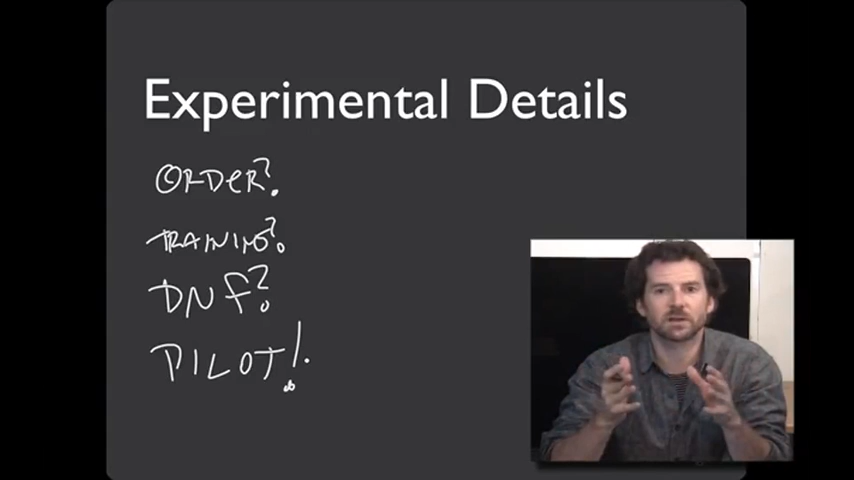 Experimental Details
ORDER?
TRAINING?
DNF?
PILOT!